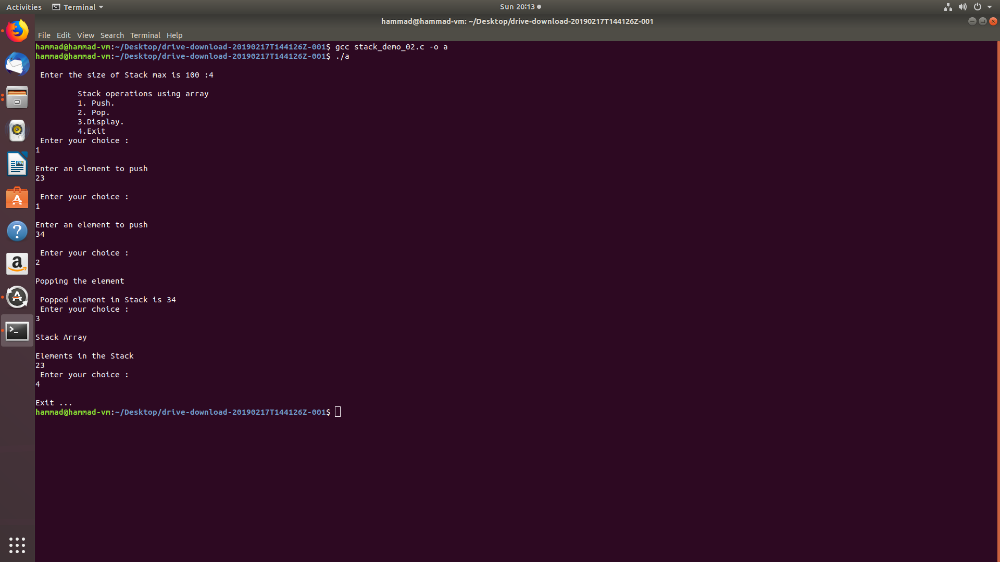 Activities Terminal Sun 20:13
hammad@hammad-vm: ~/Desktop/drive-download-20190217T144126Z-001
File Edit View Search Terminal Help
hammad@hammad-vm:~/Desktop/drive-download-20190217T144126Z-001$ gcc stack_demo_02.c -o a
hammad@hammad-vm:~/Desktop/drive-download-20190217T144126Z-001$ ./a
Enter the size of Stack max is 100 :4
Stack operations using array
1. Push.
2. Pop.
3.Display.
4.Exit
Enter your choice :
1
Enter an element to push
23
Enter your choice :
1
Enter an element to push
34
Enter your choice :
2
Popping the element
Popped element in Stack is 34
Enter your choice :
3
Stack Array
Elements in the Stack
23
Enter your choice :
4
Exit ...
hammad@hammad-vm:~/Desktop/drive-download-20190217T144126Z-001$